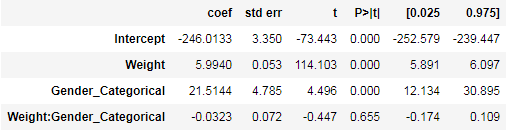 coef std err t P>|t| [0.025 0.975]
Intercept -246.0133 3.350 -73.443 0.000 -252.579 -239.447
Weight 5.9940 0.053 114.103 0.000 5.891 6.097
Gender_Categorical 21.5144 4.785 4.496 0.000 12.134 30.895
Weight:Gender_Categorical -0.0323 0.072 -0.447 0.655 -0.174 0.109